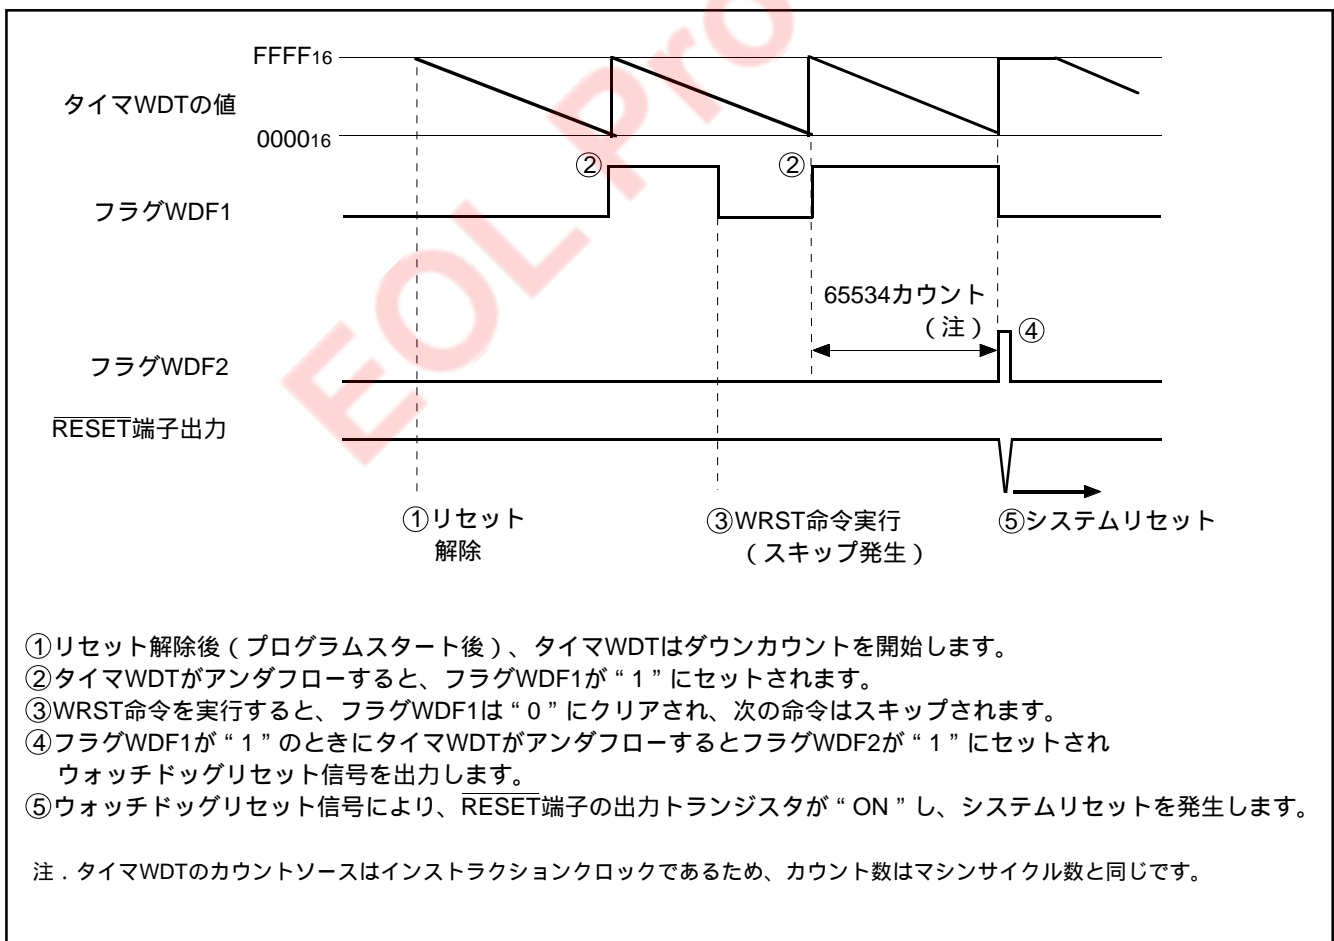 EOL Pro
FFFF16
タイマWDTの値
000016
② ②
フラグWDF1
65534カウント
（注） ④
フラグWDF2
RESET端子出力
①リセット ③WRST命令実行 ⑤システムリセット
解除 （スキップ発生）
①リセット解除後（プログラムスタート後）、タイマWDTはダウンカウントを開始します。
②タイマWDTがアンダフローすると、フラグWDF1が“1”にセットされます。
③WRST命令を実行すると、フラグWDF1は“0”にクリアされ、次の命令はスキップされます。
④フラグWDF1が“1”のときにタイマWDTがアンダフローするとフラグWDF2が“1”にセットされ
ウォッチドッグリセット信号を出力します。
⑤ウォッチドッグリセット信号により、RESET端子の出力トランジスタが“ON”し、システムリセットを発生します。
注．タイマWDTのカウントソースはインストラクションクロックであるため、カウント数はマシンサイクル数と同じです。